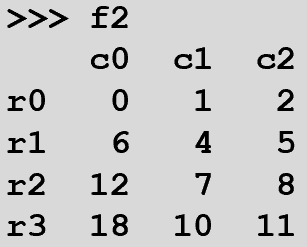 >>> f2
    c0  c1  c2
r0   0   1   2
r1   6   4   5
r2  12   7   8
r3  18  10  11